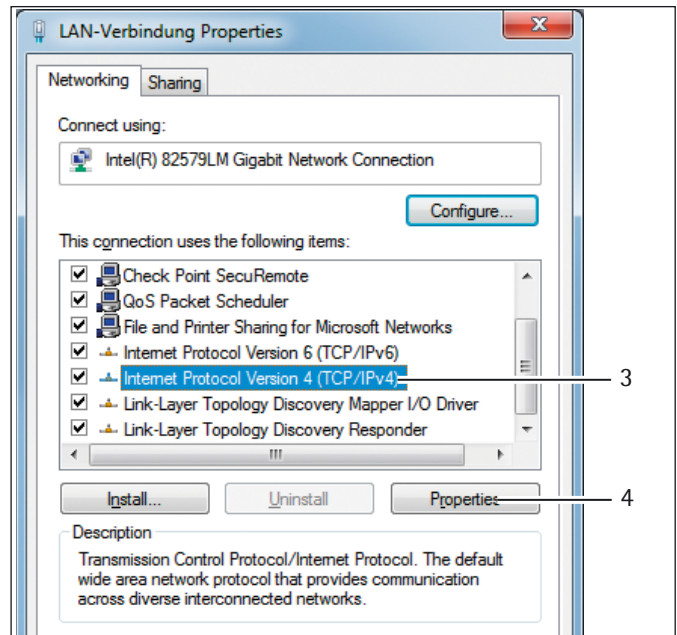 LAN-Verbindung Properties
x
Networking Sharing
Connect using:
Intel(R) 82579LM Gigabit Network Connection
Configure...
This connection uses the following items:
Check Point SecuRemote
QoS Packet Scheduler
File and Printer Sharing for Microsoft Networks
Internet Protocol Version 6 (TCP/IPv6)
Internet Protocol Version 4 (TCP/IPv4) 3
Link-Layer Topology Discovery Mapper I/O Driver
Link-Layer Topology Discovery Responder
Install... Uninstall Properties 4
Description
Transmission Control Protocol/Internet Protocol. The default
wide area network protocol that provides communication
across diverse interconnected networks.